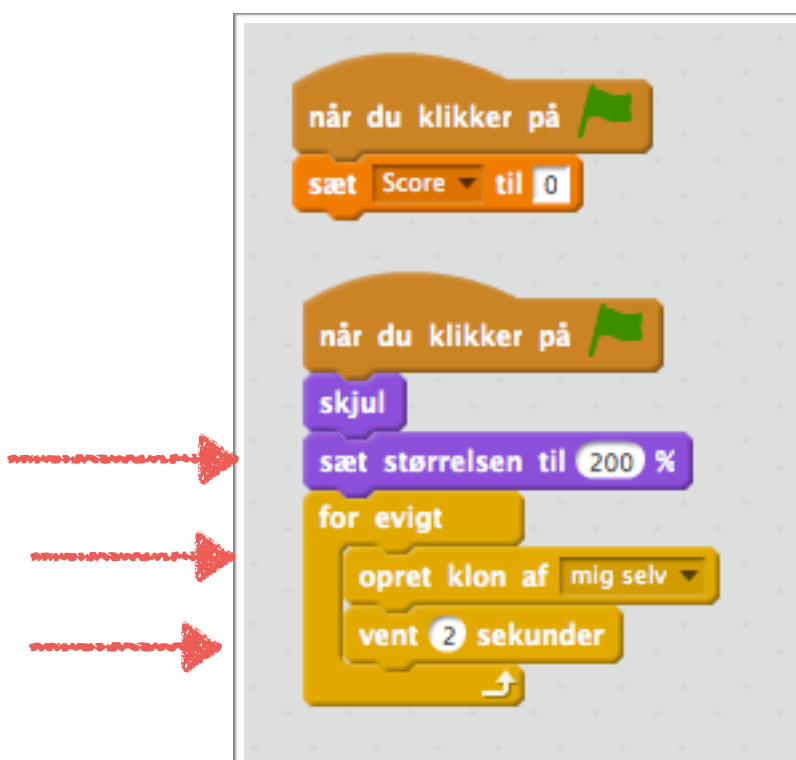 når du klikker på
sæt Score til 0
når du klikker på
skjul
sæt størrelsen til 200 %
for evigt
opret klon af mig selv
vent 2 sekunder